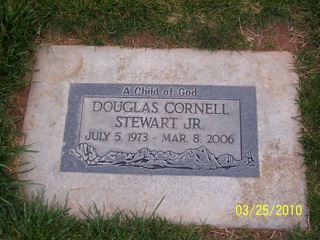 A Child of God
DOUGLAS CORNELL
STEWART JR.
JULY 5, 1973 - MAR. 8, 2006
03/25/2010